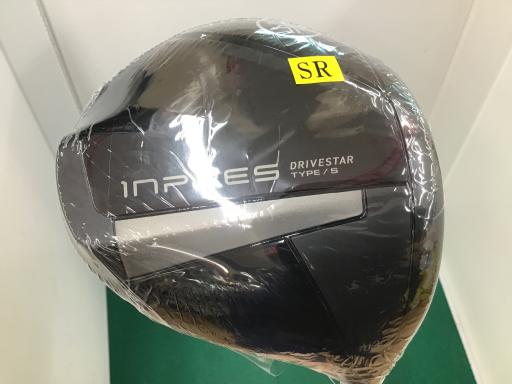 SR
inpres
DRIVESTAR
TYPE / S